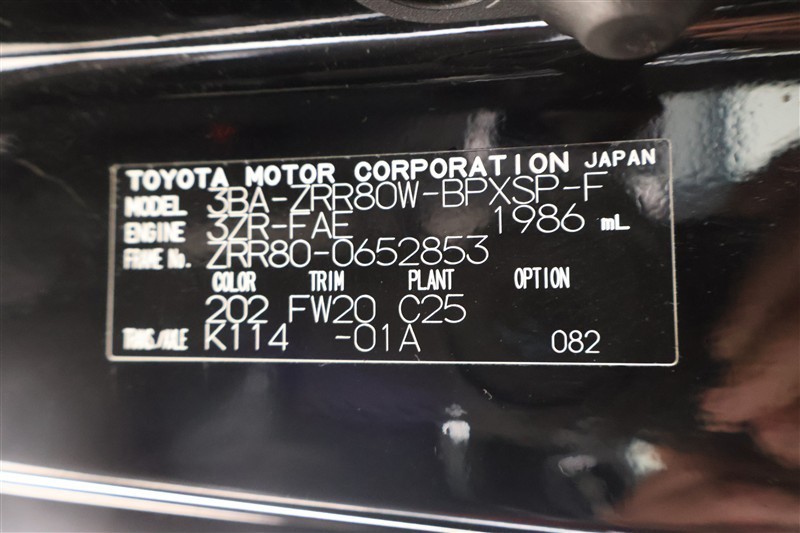 TOYOTA MOTOR CORPORATION JAPAN
MODEL 3BA-ZRR80W-BPXSP-F
ENGINE 3ZR-FAE 1986 mL
FRAME No. ZRR80-0652853
COLOR TRIM PLANT OPTION
202 FW20 C25
TRANS/AXLE K114 -01A 082